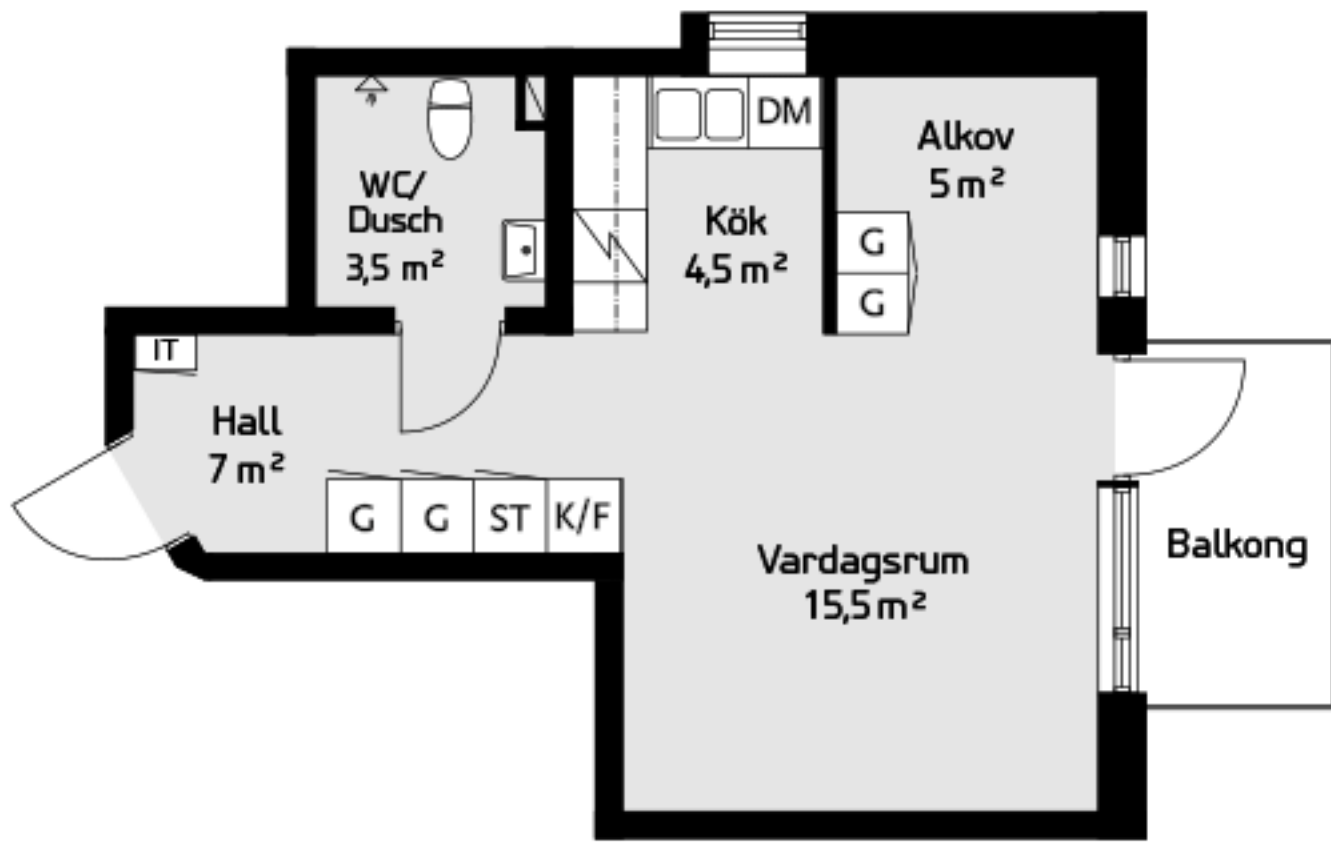 DM
Alkov
5 m²
WC/
Dusch
3,5 m²
Kök
4,5 m²
G
G
IT
Hall
7 m²
G
G
ST
K/F
Vardagsrum
15,5 m²
Balkong